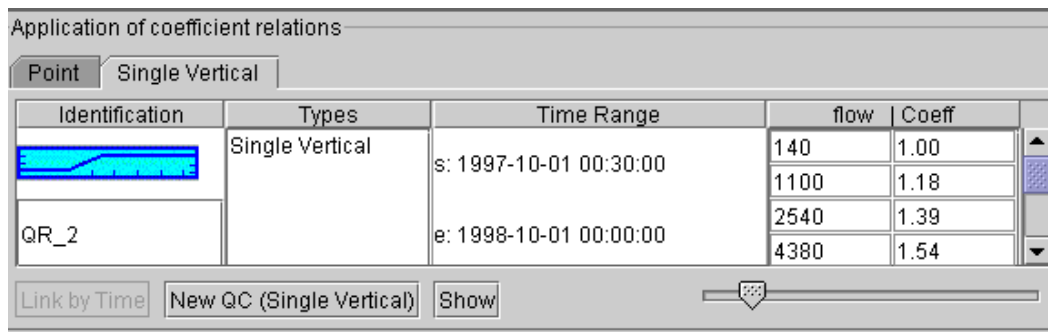 Application of coefficient relations
Point Single Vertical
Identification Types Time Range flow | Coeff
Single Vertical 140 1.00
s: 1997-10-01 00:30:00
1100 1.18
QR_2 2540 1.39
e: 1998-10-01 00:00:00
4380 1.54
Link by Time New QC (Single Vertical) Show